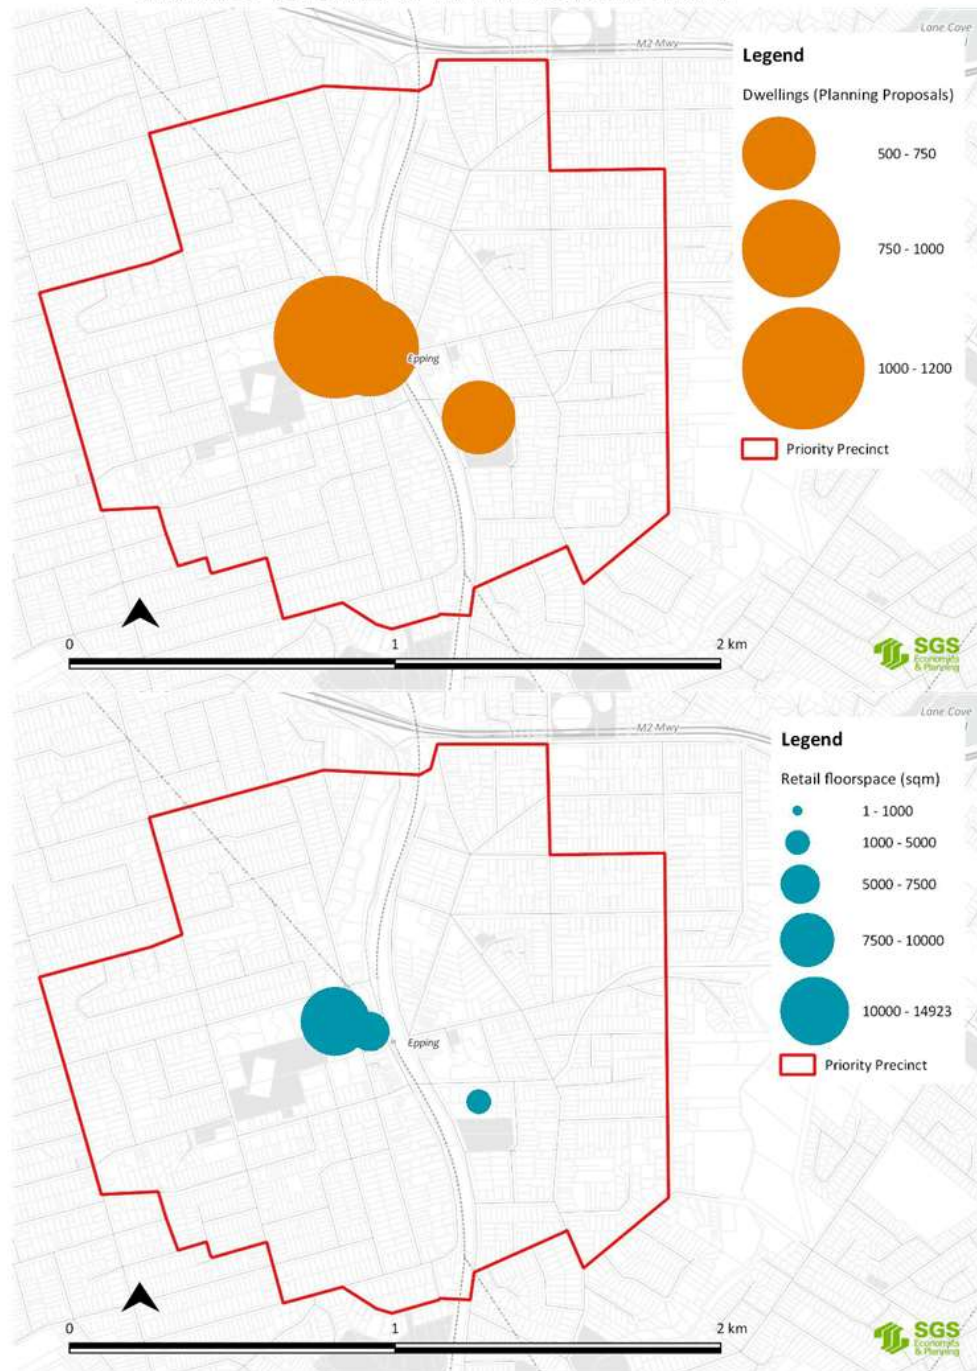 Lane Cove
M2 Mwy
Legend
Dwellings (Planning Proposals)
500 - 750
750 - 1000
1000 - 1200
Priority Precinct
Epping
0 1 2 km
SGS
Economics
& Planning
Lane Cove
M2 Mwy
Legend
Retail floorspace (sqm)
1 - 1000
1000 - 5000
5000 - 7500
7500 - 10000
10000 - 14923
Priority Precinct
Epping
0 1 2 km
SGS
Economics
& Planning